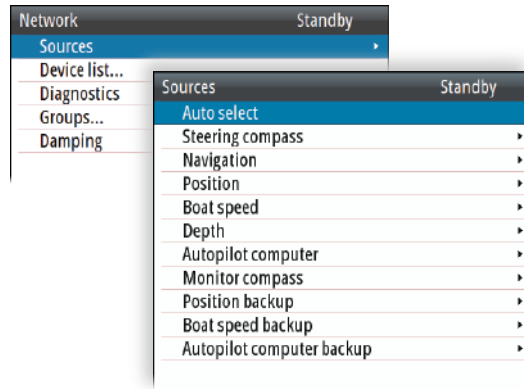 Network Standby
Sources
Device list...
Diagnostics
Groups...
Damping
Sources Standby
Auto select
Steering compass
Navigation
Position
Boat speed
Depth
Autopilot computer
Monitor compass
Position backup
Boat speed backup
Autopilot computer backup